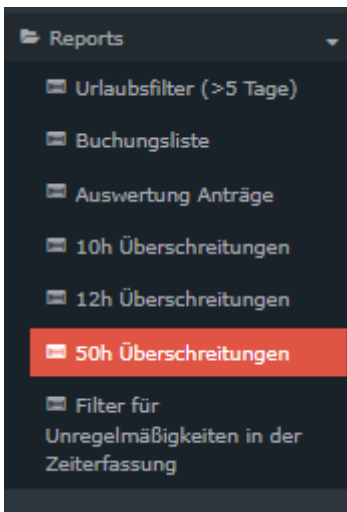 Reports
Urlaubsfilter (>5 Tage)
Buchungsliste
Auswertung Anträge
10h Überschreitungen
12h Überschreitungen
50h Überschreitungen
Filter für
Unregelmäßigkeiten in der
Zeiterfassung